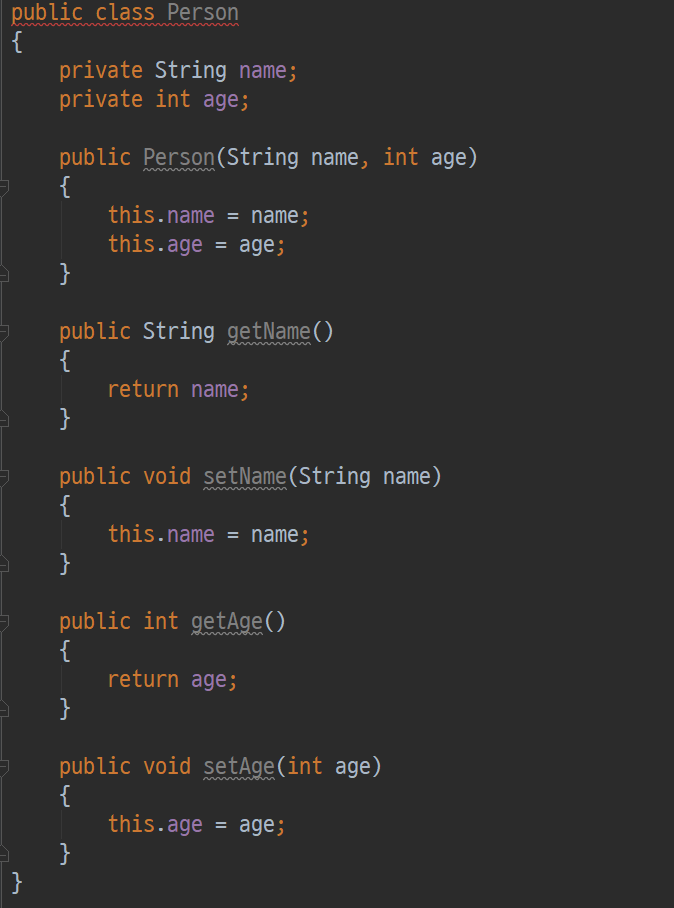 public class Person
{
    private String name;
    private int age;

    public Person(String name, int age)
    {
        this.name = name;
        this.age = age;
    }

    public String getName()
    {
        return name;
    }

    public void setName(String name)
    {
        this.name = name;
    }

    public int getAge()
    {
        return age;
    }

    public void setAge(int age)
    {
        this.age = age;
    }
}